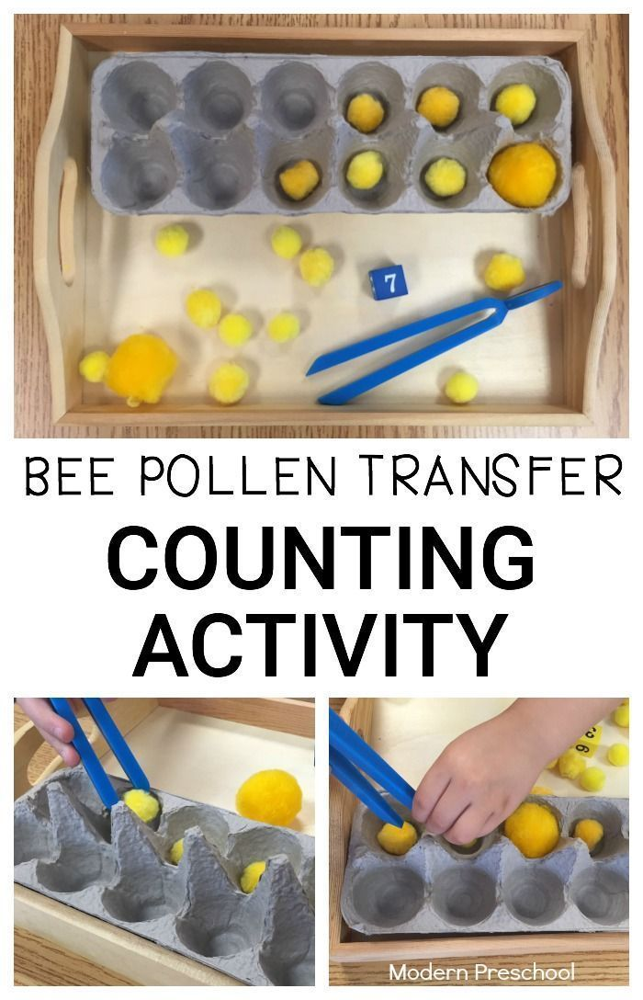 7
BEE POLLEN TRANSFER
COUNTING
ACTIVITY
Modern Preschool